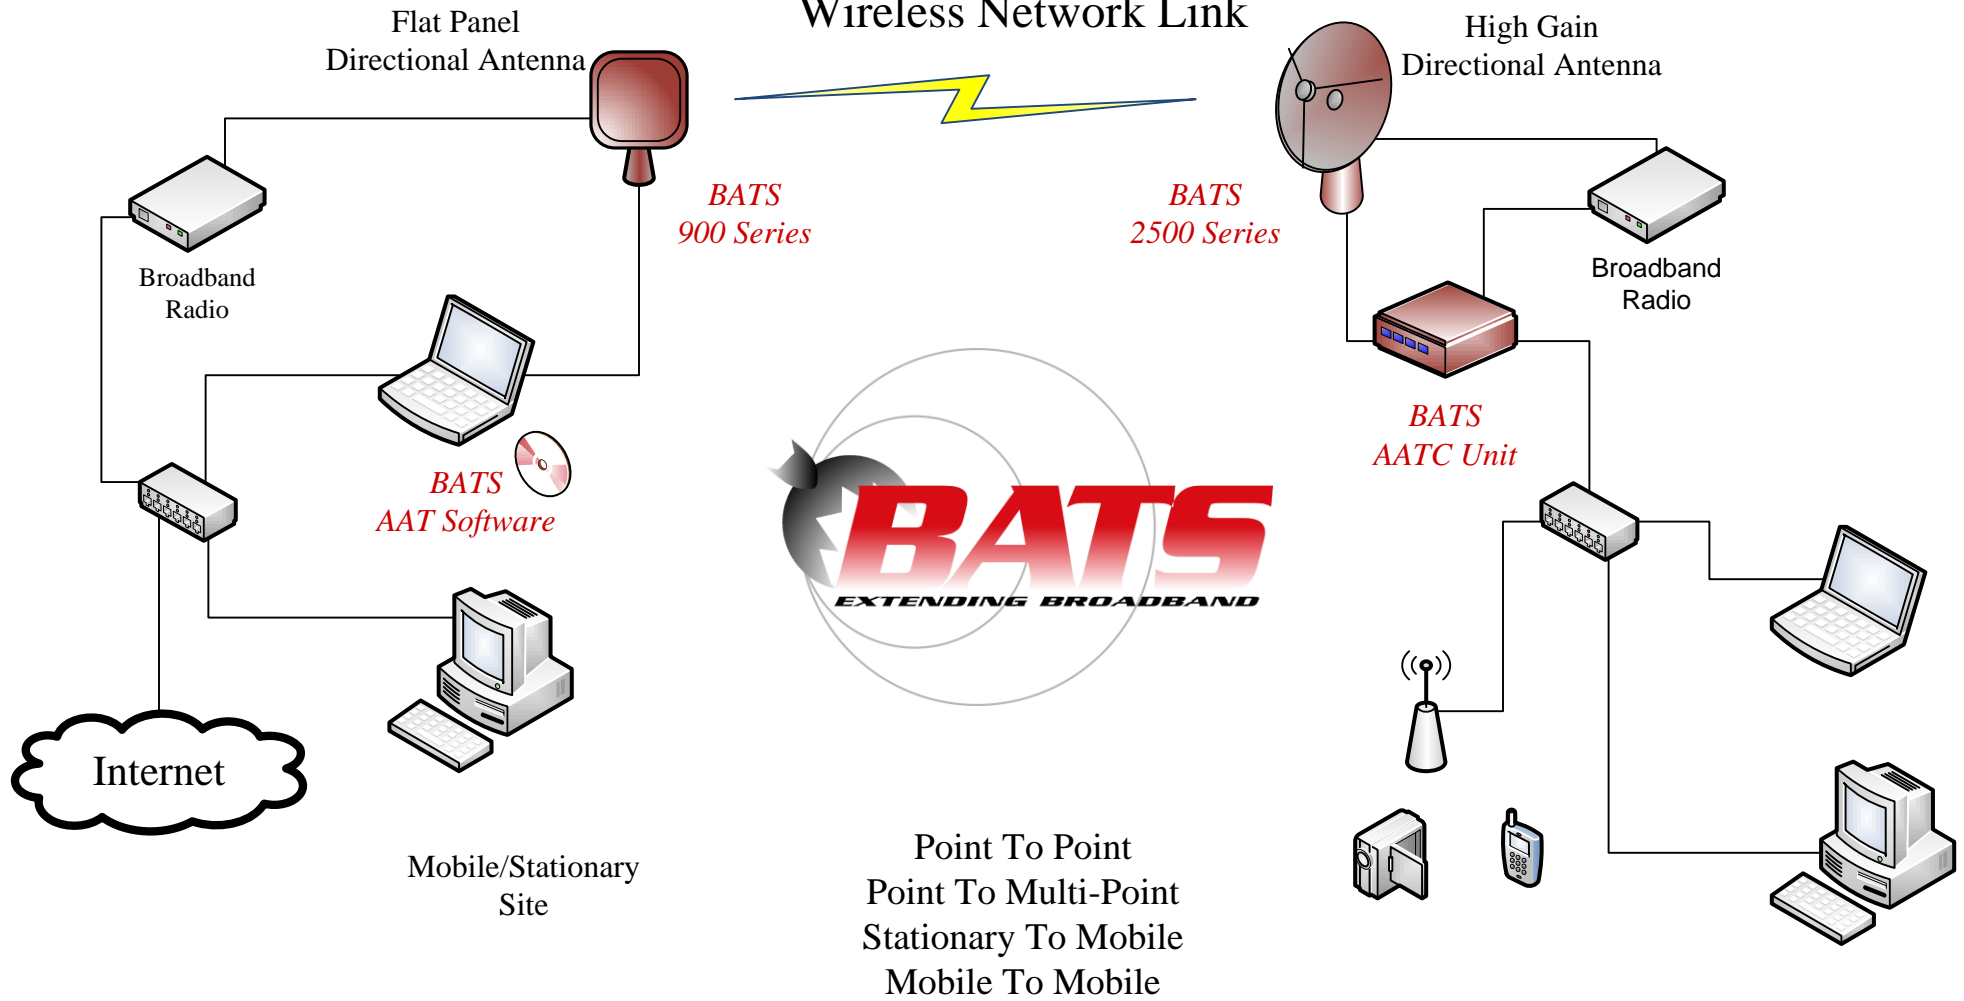 Wireless Network Link
Flat Panel
Directional Antenna
High Gain
Directional Antenna
BATS
900 Series
BATS
2500 Series
Broadband
Radio
Broadband
Radio
BATS
AATC Unit
BATS
AAT Software
BATS
EXTENDING BROADBAND
Internet
Mobile/Stationary
Site
Point To Point
Point To Multi-Point
Stationary To Mobile
Mobile To Mobile